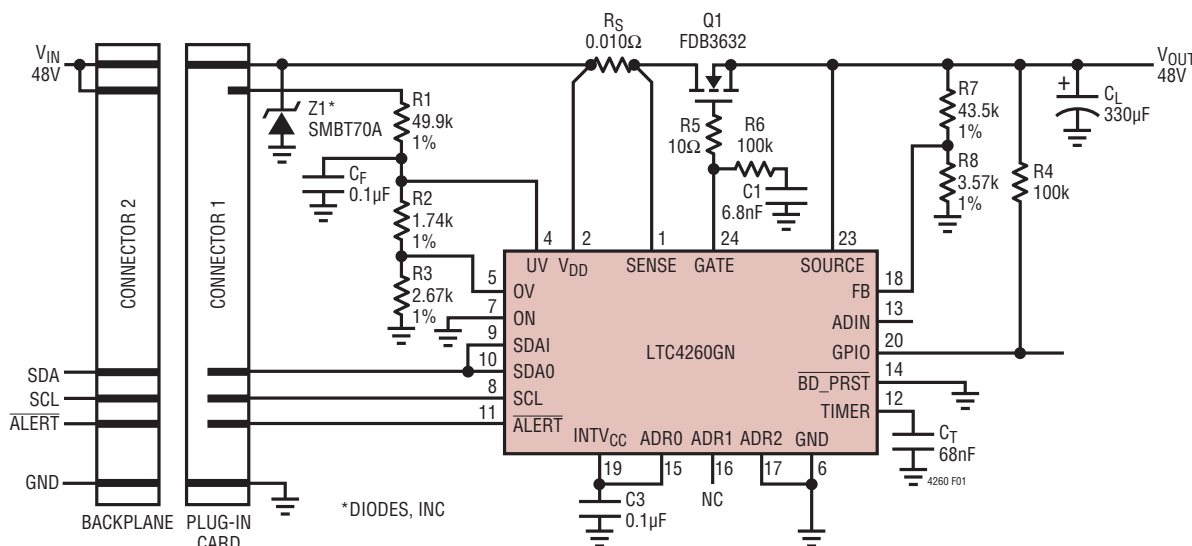 VIN
48V
CONNECTOR 2
CONNECTOR 1
Z1*
SMBT70A
RS
0.010Ω
Q1
FDB3632
VOUT
48V
R1
49.9k
1%
CF
0.1µF
R2
1.74k
1%
R3
2.67k
1%
R5
10Ω
R6
100k
C1
6.8nF
R7
43.5k
1%
R8
3.57k
1%
R4
100k
+
CL
330µF
4
2
1
24
23
UV
VDD
SENSE
GATE
SOURCE
5
OV
7
ON
9
SDAI
10
SDA0
8
SCL
11
ALERT
LTC4260GN
18
FB
13
ADIN
20
GPIO
14
BD_PRST
12
TIMER
INTVCC
ADR0
ADR1
ADR2
GND
19
15
16
17
6
NC
C3
0.1µF
CT
68nF
4260 F01
SDA
SCL
ALERT
GND
BACKPLANE
PLUG-IN
CARD
*DIODES, INC